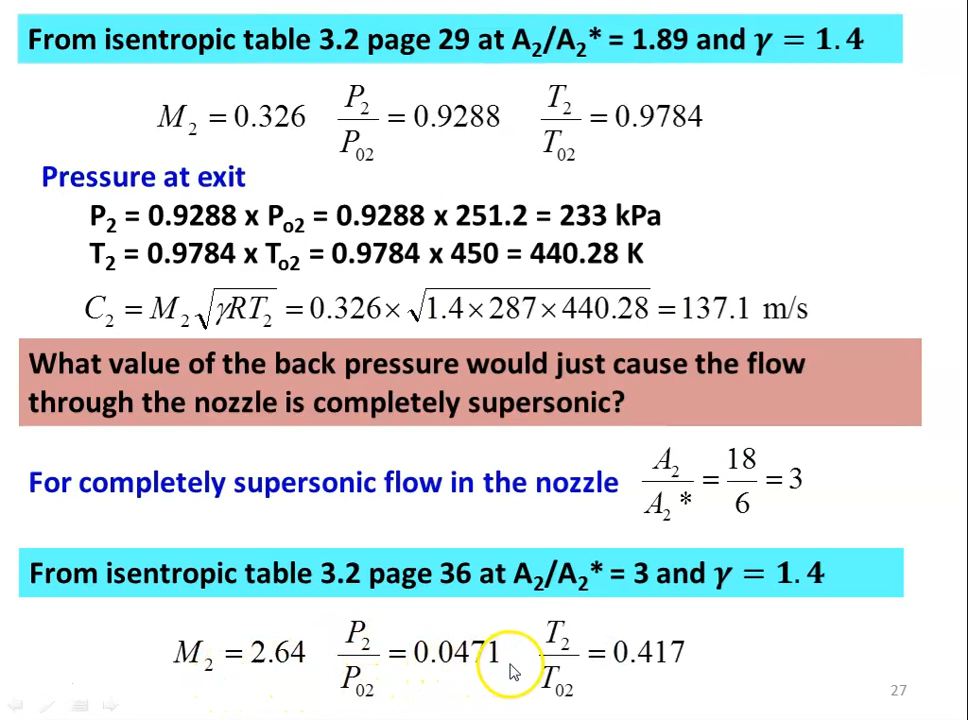 From isentropic table 3.2 page 29 at A₂/A₂* = 1.89 and γ = 1.4
M₂ = 0.326 P₂/P₀₂ = 0.9288 T₂/T₀₂ = 0.9784
Pressure at exit
P₂ = 0.9288 x Pₒ₂ = 0.9288 x 251.2 = 233 kPa
T₂ = 0.9784 x Tₒ₂ = 0.9784 x 450 = 440.28 K
C₂ = M₂√γRT₂ = 0.326×√1.4×287×440.28 = 137.1 m/s
What value of the back pressure would just cause the flow
through the nozzle is completely supersonic?
For completely supersonic flow in the nozzle A₂/A₂* = 18/6 = 3
From isentropic table 3.2 page 36 at A₂/A₂* = 3 and γ = 1.4
M₂ = 2.64 P₂/P₀₂ = 0.0471 T₂/T₀₂ = 0.417
27